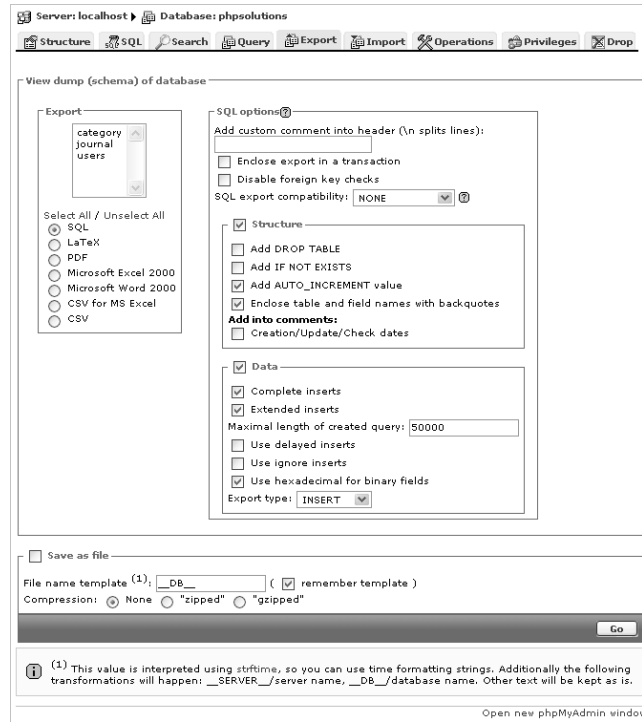 Server: localhost Database: phpsolutions
Structure SQL Search Query Export Import Operations Privileges Drop
View dump (schema) of database
Export
category
journal
users
Select All / Unselect All
SQL
LaTeX
PDF
Microsoft Excel 2000
Microsoft Word 2000
CSV for MS Excel
CSV
SQL options
Add custom comment into header (\n splits lines):
Enclose export in a transaction
Disable foreign key checks
SQL export compatibility: NONE
Structure
Add DROP TABLE
Add IF NOT EXISTS
Add AUTO_INCREMENT value
Enclose table and field names with backquotes
Add into comments:
Creation/Update/Check dates
Data
Complete inserts
Extended inserts
Maximal length of created query: 50000
Use delayed inserts
Use ignore inserts
Use hexadecimal for binary fields
Export type: INSERT
Save as file
File name template (1): __DB__ ( remember template )
Compression: None "zipped" "gzipped"
Go
(1) This value is interpreted using strftime, so you can use time formatting strings. Additionally the following
transformations will happen: __SERVER__/server name, __DB__/database name. Other text will be kept as is.
Open new phpMyAdmin window